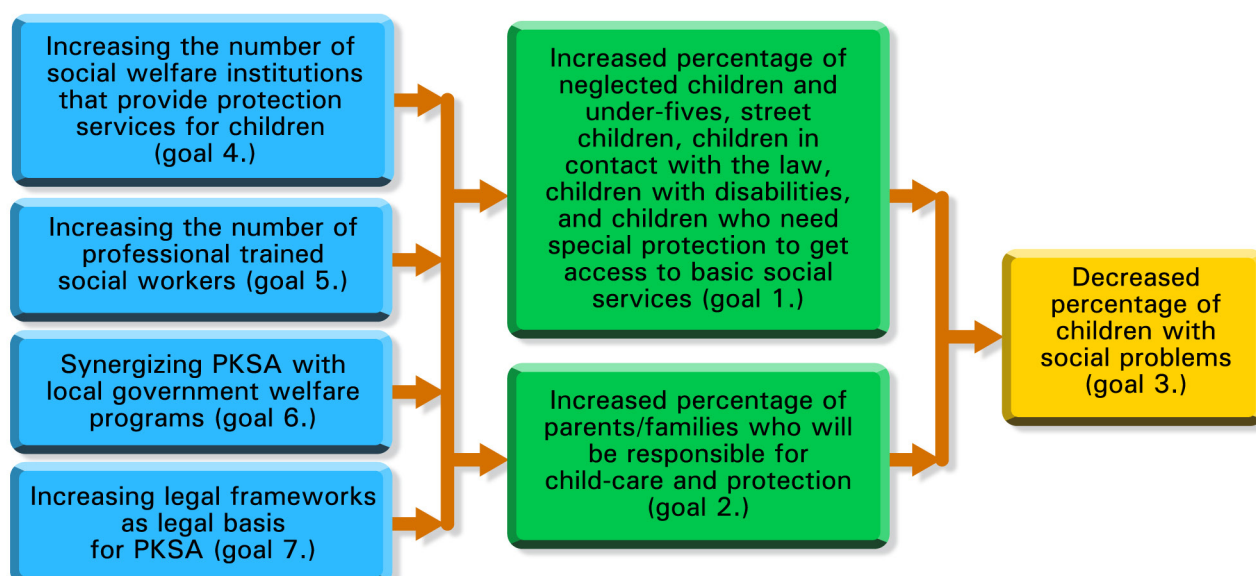 Increasing the number of
social welfare institutions
that provide protection
services for children
(goal 4.)
Increasing the number of
professional trained
social workers (goal 5.)
Synergizing PKSA with
local government welfare
programs (goal 6.)
Increasing legal frameworks
as legal basis
for PKSA (goal 7.)
Increased percentage of
neglected children and
under-fives, street
children, children in
contact with the law,
children with disabilities,
and children who need
special protection to get
access to basic social
services (goal 1.)
Increased percentage of
parents/families who will
be responsible for
child-care and protection
(goal 2.)
Decreased
percentage of
children with
social problems
(goal 3.)